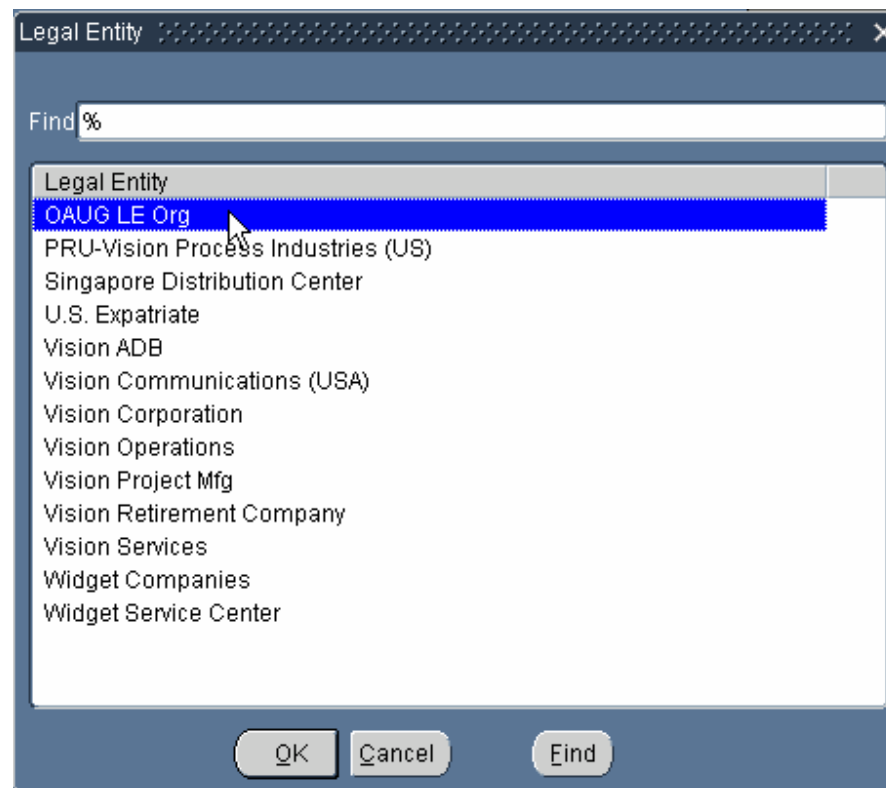 Legal Entity
Find %
Legal Entity
OAUG LE Org
PRU-Vision Process Industries (US)
Singapore Distribution Center
U.S. Expatriate
Vision ADB
Vision Communications (USA)
Vision Corporation
Vision Operations
Vision Project Mfg
Vision Retirement Company
Vision Services
Widget Companies
Widget Service Center
OK Cancel Find